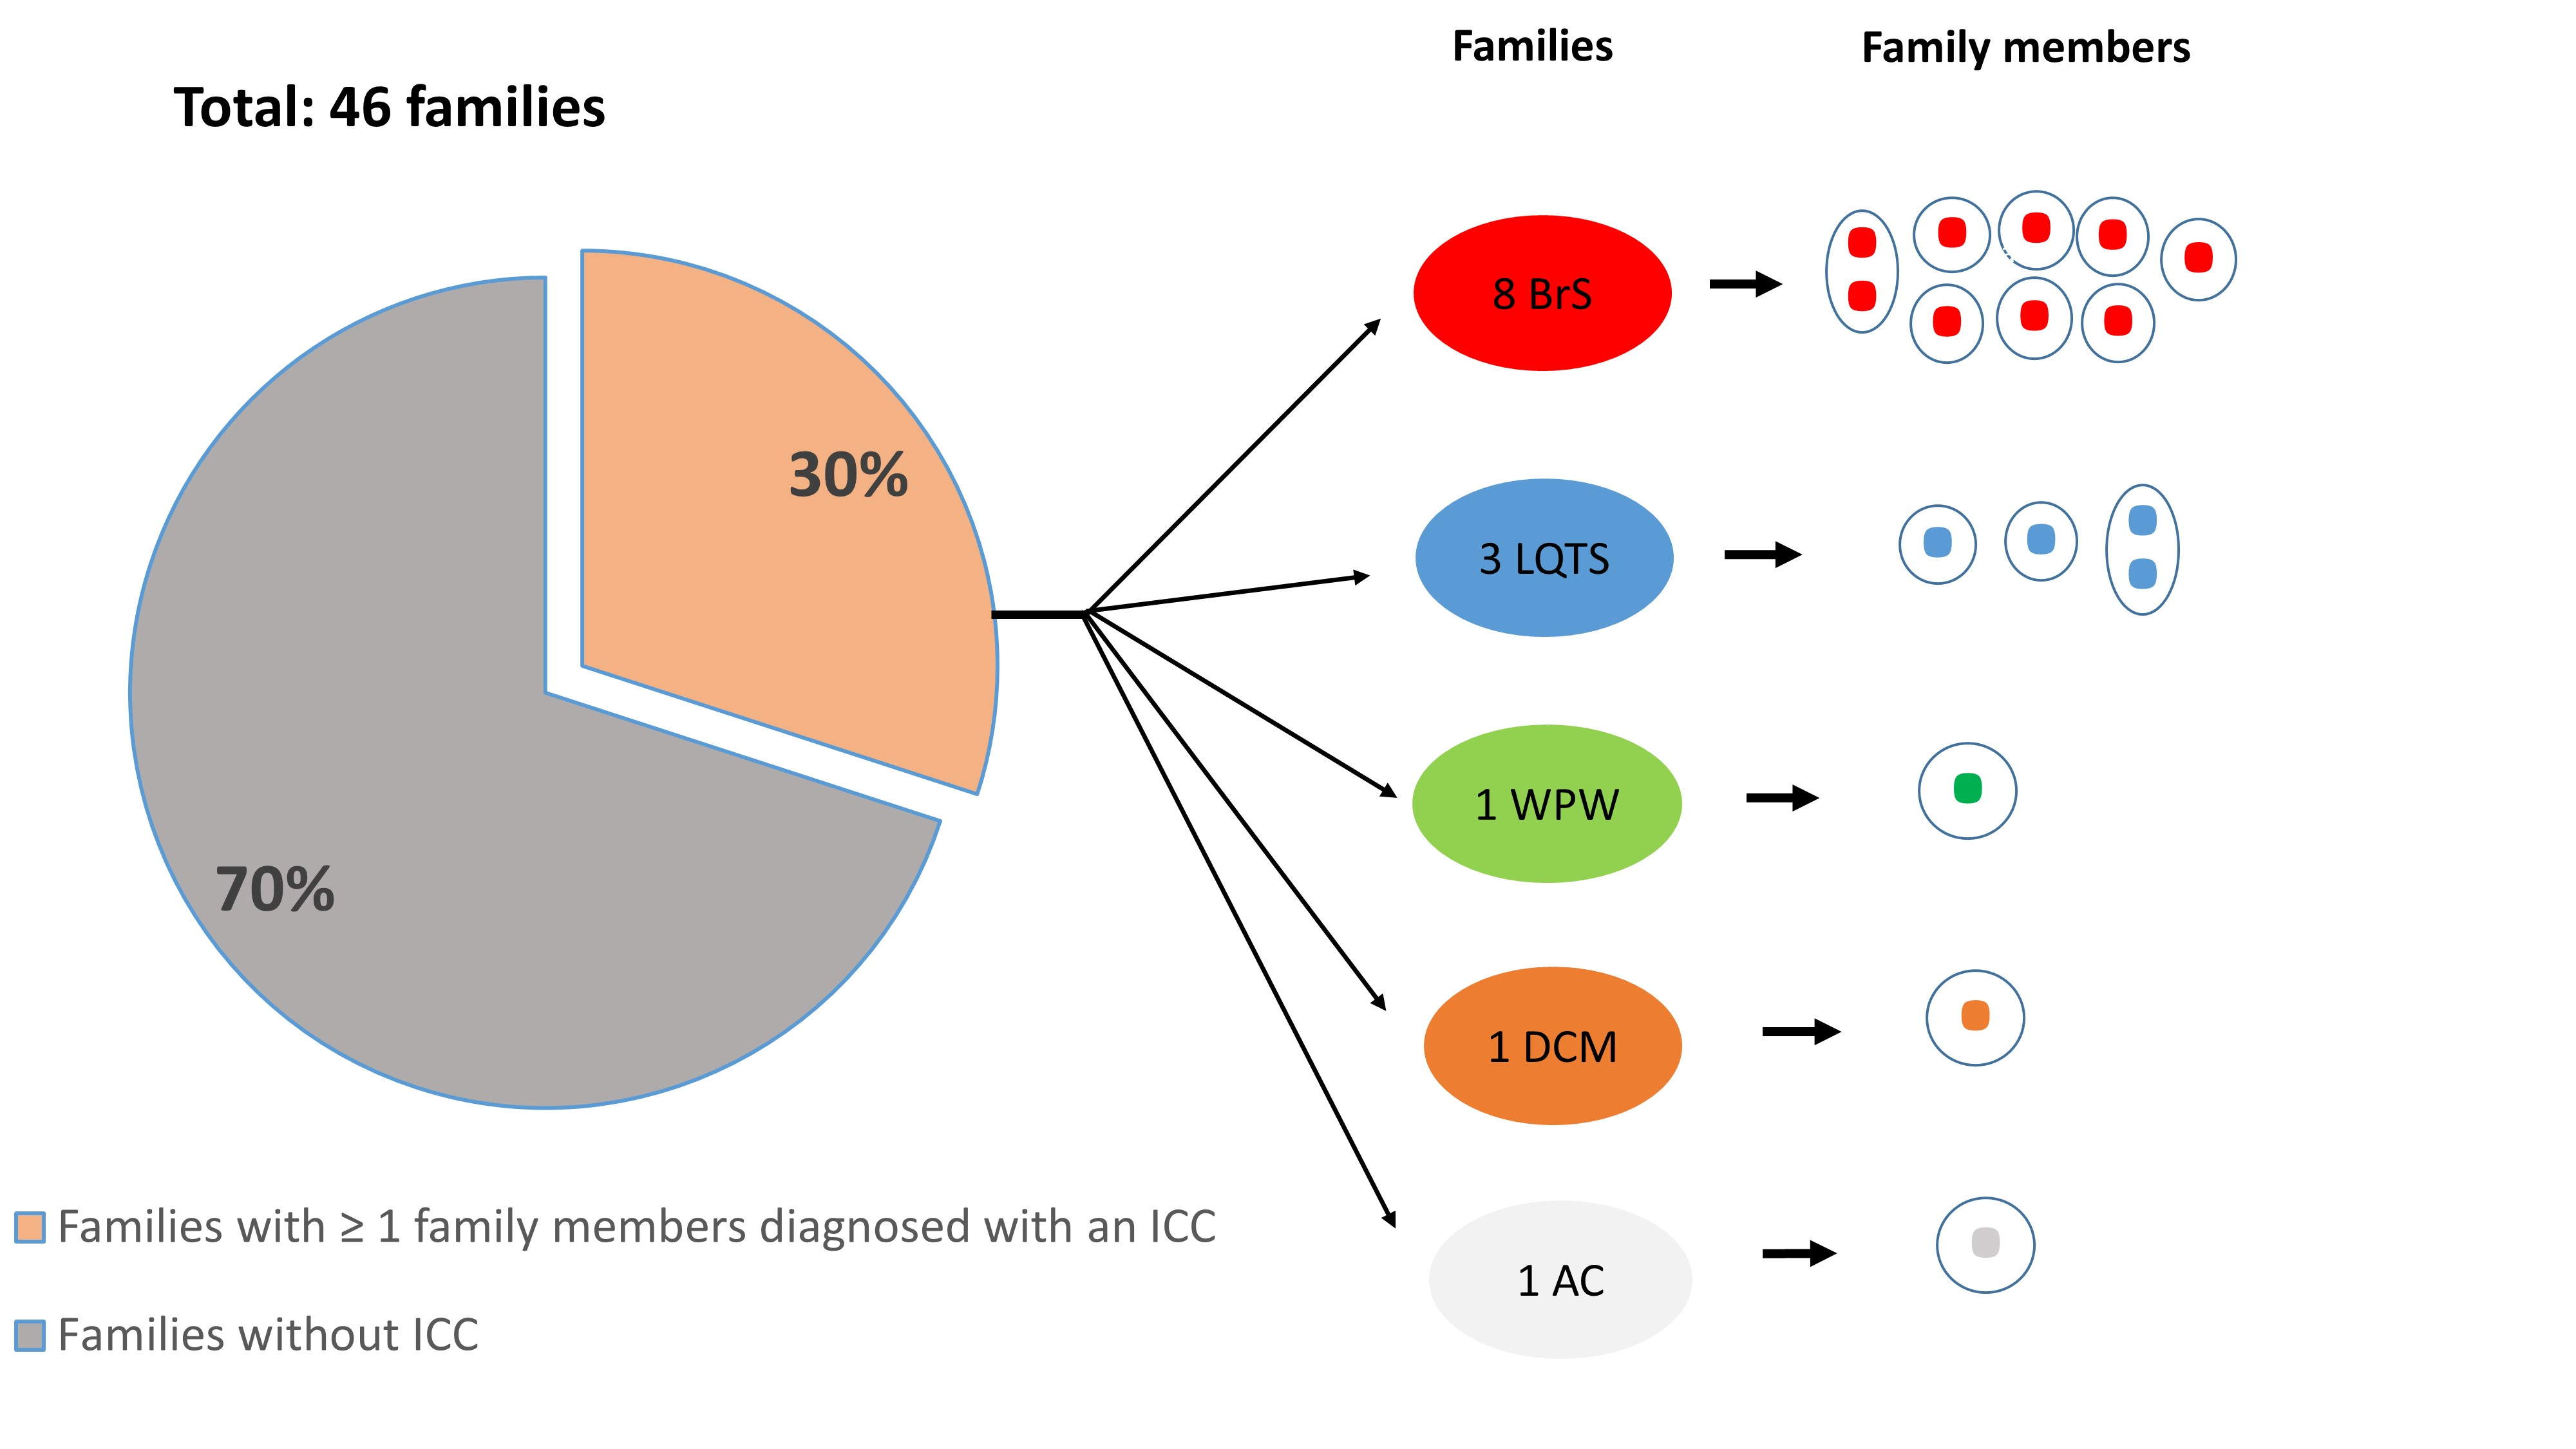 Total: 46 families
Families
Family members
30%
70%
8 BrS
3 LQTS
1 WPW
1 DCM
1 AC
Families with ≥ 1 family members diagnosed with an ICC
Families without ICC